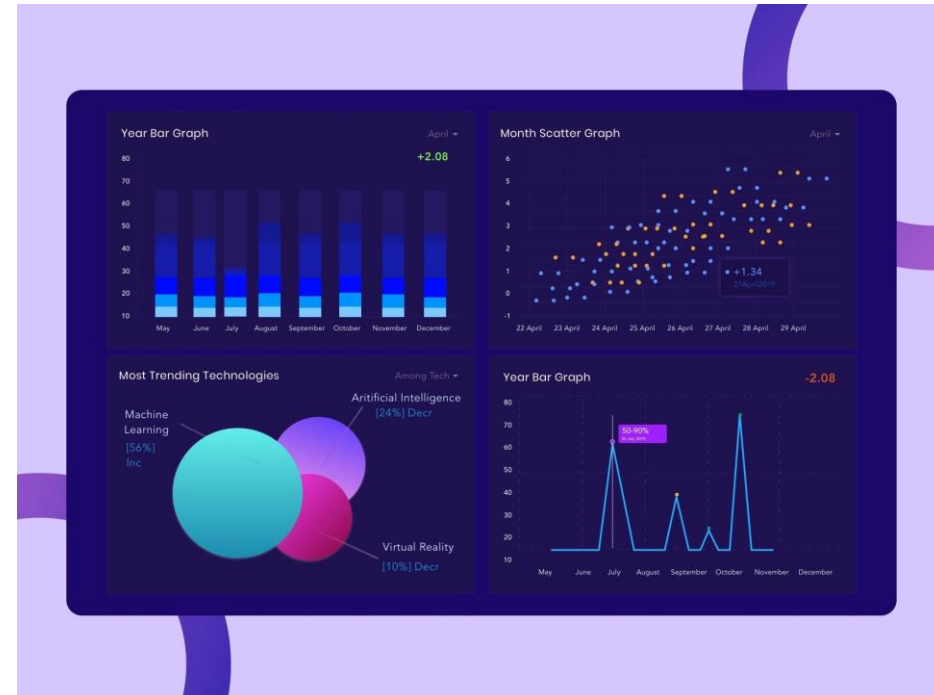 Year Bar Graph
April
+2.08
80
70
60
50
40
30
20
10
May June July August September October November December
Month Scatter Graph
April
6
5
4
3
2
1
0
-1
+1.34
27April2019
22 April 23 April 24 April 25 April 26 April 27 April 28 April 29 April
Most Trending Technologies
Among Tech
Machine
Learning
[56%]
Inc
Aritificial Intelligence
[24%] Decr
Virtual Reality
[10%] Decr
Year Bar Graph
-2.08
80
70
60
50
40
30
20
10
50-90%
May June July August September October November December